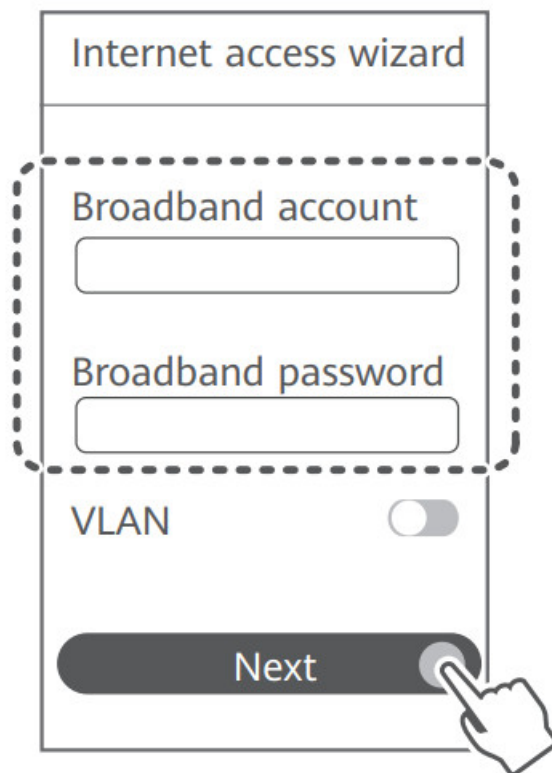 Internet access wizard
Broadband account
Broadband password
VLAN
Next